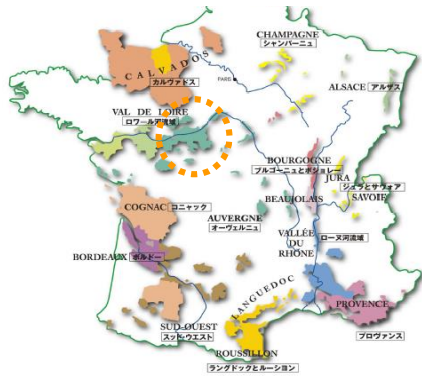 CHAMPAGNE
シャンパーニュ
CALVADOS
カルヴァドス
PARIS
ALSACE アルザス
VAL DE LOIRE
ロワール河流域
BOURGOGNE
ブルゴーニュとボジョレー
JURA
ジュラとサヴォア
SAVOIE
BEAUJOLAIS
COGNAC コニャック
AUVERGNE
オーヴェルニュ
VALLÉE
DU
RHÔNE
ローヌ河流域
BORDEAUX ボルドー
LANGUEDOC
PROVENCE
プロヴァンス
SUD-OUEST
スッド・ウエスト
ROUSSILLON
ラングドックとルーション